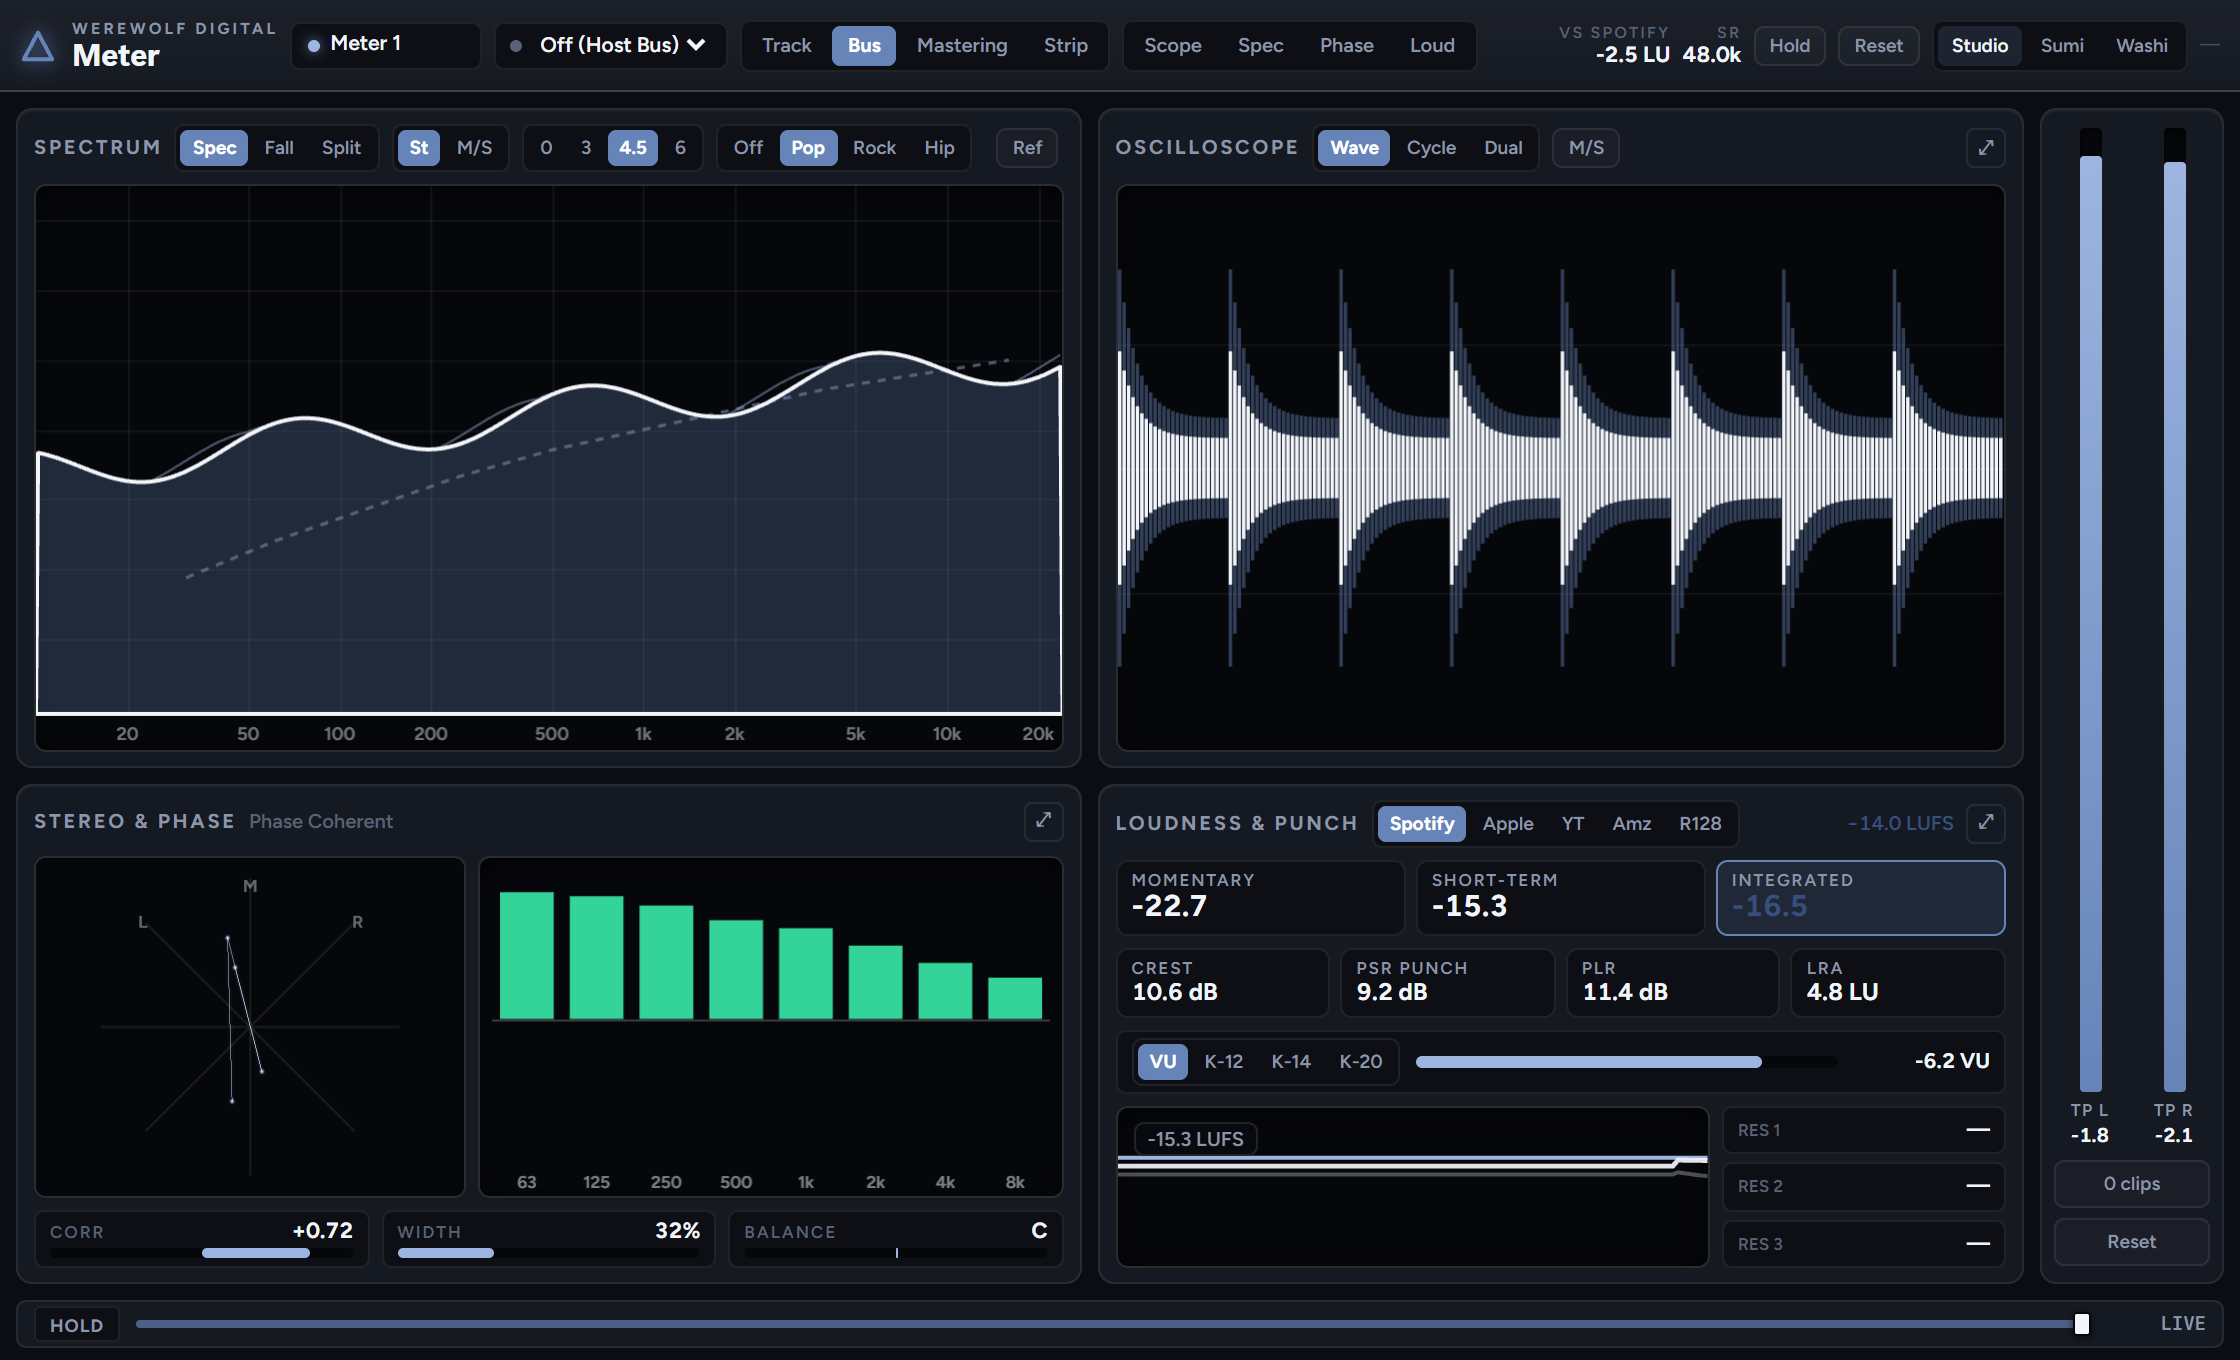 WEREWOLF DIGITAL
Meter
Meter 1
Off (Host Bus)
Track Bus Mastering Strip
Scope Spec Phase Loud
VS SPOTIFY
-2.5 LU
SR
48.0k
Hold
Reset
Studio Sumi Washi
SPECTRUM
Spec Fall Split
St M/S
0 3 4.5 6
Off Pop Rock Hip
Ref
20 50 100 200 500 1k 2k 5k 10k 20k
OSCILLOSCOPE
Wave Cycle Dual
M/S
STEREO & PHASE Phase Coherent
M
L R
63 125 250 500 1k 2k 4k 8k
CORR +0.72
WIDTH 32%
BALANCE C
LOUDNESS & PUNCH
Spotify Apple YT Amz R128
-14.0 LUFS
MOMENTARY
-22.7
SHORT-TERM
-15.3
INTEGRATED
-16.5
CREST
10.6 dB
PSR PUNCH
9.2 dB
PLR
11.4 dB
LRA
4.8 LU
VU K-12 K-14 K-20
-6.2 VU
-15.3 LUFS
RES 1 —
RES 2 —
RES 3 —
TP L
-1.8
TP R
-2.1
0 clips
Reset
HOLD
LIVE